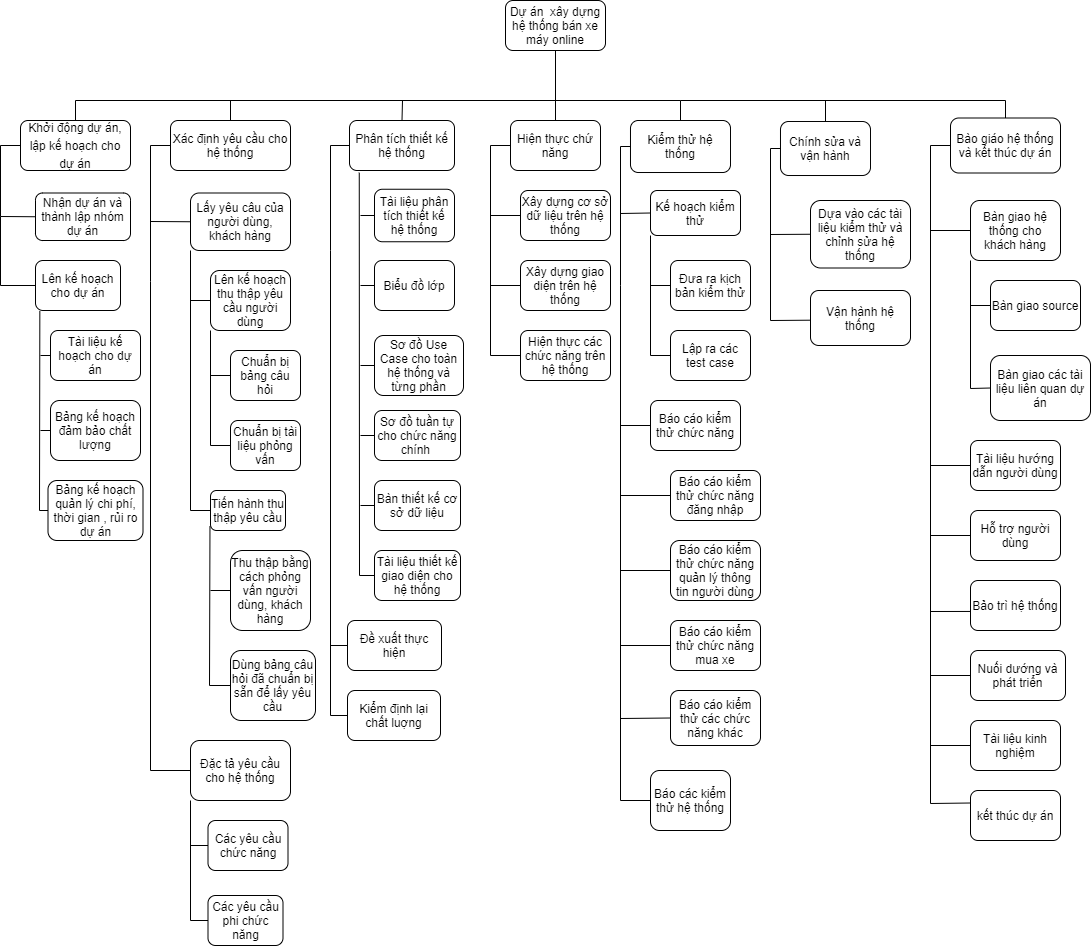 Dự án xây dựng
hệ thống bán xe
máy online
Khởi động dự án,
lập kế hoạch cho
dự án
Nhận dự án và
thành lập nhóm
dự án
Lên kế hoạch
cho dự án
Tài liệu kế
hoạch cho dự
án
Bảng kế hoạch
đảm bảo chất
lượng
Bảng kế hoạch
quản lý chi phí,
thời gian , rủi ro
dự án
Xác định yêu cầu cho
hệ thống
Lấy yêu câu của
người dùng,
khách hàng
Lên kế hoạch
thu thập yêu
cầu người
dùng
Chuẩn bị
bảng câu
hỏi
Chuẩn bị tài
liệu phỏng
vấn
Tiến hành thu
thập yêu cầu
Thu thập bằng
cách phỏng
vấn người
dùng, khách
hàng
Dùng bảng câu
hỏi đã chuẩn bị
sẵn để lấy yêu
cầu
Đặc tả yêu cầu
cho hệ thống
Các yêu cầu
chức năng
Các yêu cầu
phi chức
năng
Phân tích thiết kế
hệ thống
Tài liệu phân
tích thiết kế
hệ thống
Biểu đồ lớp
Sơ đồ Use
Case cho toàn
hệ thống và
từng phần
Sơ đồ tuần tự
cho chức năng
chính
Bản thiết kế cơ
sở dữ liệu
Tài liệu thiết kế
giao diện cho
hệ thống
Đề xuất thực
hiện
Kiểm định lại
chất luợng
Hiện thực chứ
năng
Xây dựng cơ sở
dữ liệu trên hệ
thống
Xây dựng giao
diện trên hệ
thống
Hiện thực các
chức năng trên
hệ thống
Kiểm thử hệ
thống
Kế hoạch kiểm
thử
Đưa ra kịch
bản kiểm thử
Lập ra các
test case
Báo cáo kiểm
thử chức năng
Báo cáo kiểm
thử chức năng
đăng nhập
Báo cáo kiểm
thử chức năng
quản lý thông
tin người dùng
Báo cáo kiểm
thử chức năng
mua xe
Báo cáo kiểm
thử các chức
năng khác
Báo các kiểm
thử hệ thống
Chính sửa và
vận hành
Dựa vào các tài
liệu kiểm thử và
chỉnh sửa hệ
thống
Vận hành hệ
thống
Bào giáo hệ thống
và kết thúc dự án
Bàn giao hệ
thống cho
khách hàng
Bàn giao source
Bàn giao các tài
liệu liên quan dự
án
Tài liệu hướng
dẫn người dùng
Hỗ trợ người
dùng
Bảo trì hệ thống
Nuối dướng và
phát triển
Tài liệu kinh
nghiệm
kết thúc dự án